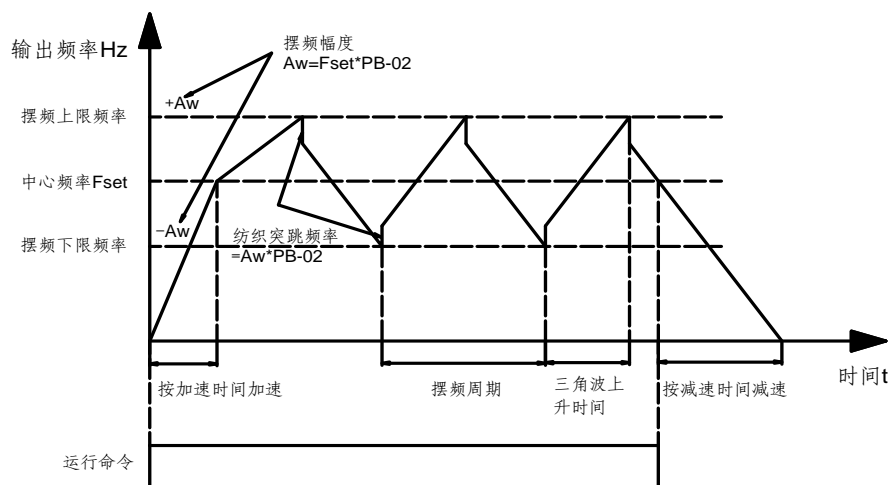 输出频率Hz
摆频幅度
Aw=Fset*PB-02
+Aw
摆频上限频率
中心频率Fset
−Aw
摆频下限频率
纺织突跳频率
=Aw*PB-02
时间t
按加速时间加速
摆频周期
三角波上
升时间
按减速时间减速
运行命令